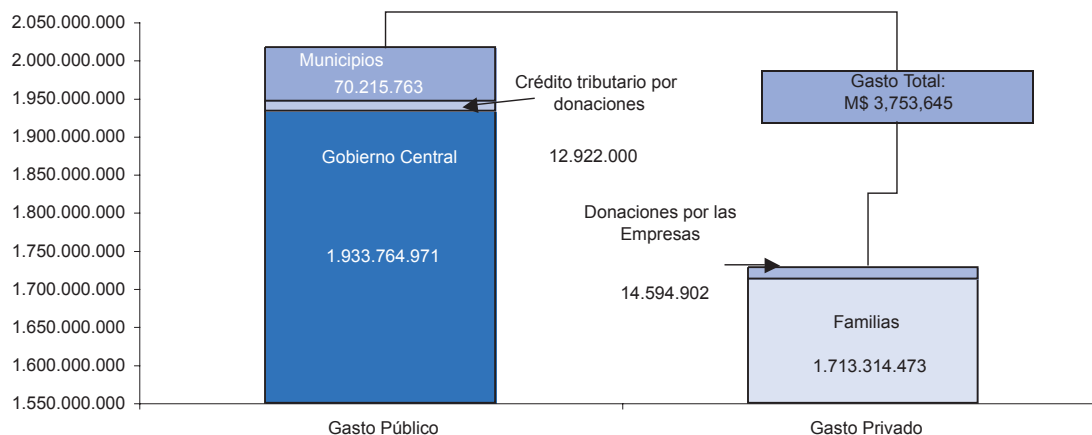 2.050.000.000
2.000.000.000
1.950.000.000
1.900.000.000
1.850.000.000
1.800.000.000
1.750.000.000
1.700.000.000
1.650.000.000
1.600.000.000
1.550.000.000
Municipios
70.215.763
Crédito tributario por
donaciones
12.922.000
Gobierno Central
1.933.764.971
Gasto Total:
M$ 3,753,645
Donaciones por las
Empresas
14.594.902
Familias
1.713.314.473
Gasto Público
Gasto Privado